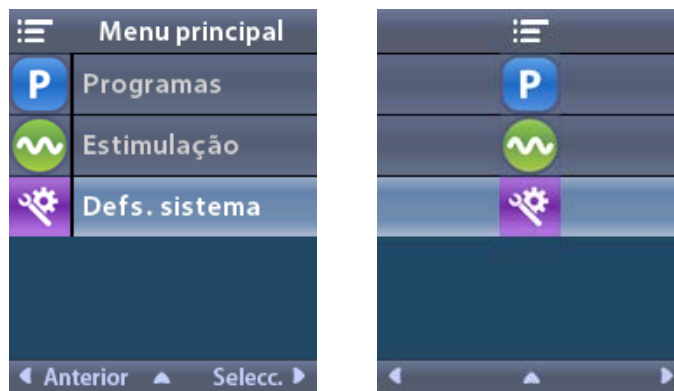 Menu principal
P Programas
Estimulação
Defs. sistema
Anterior Selecc.
P